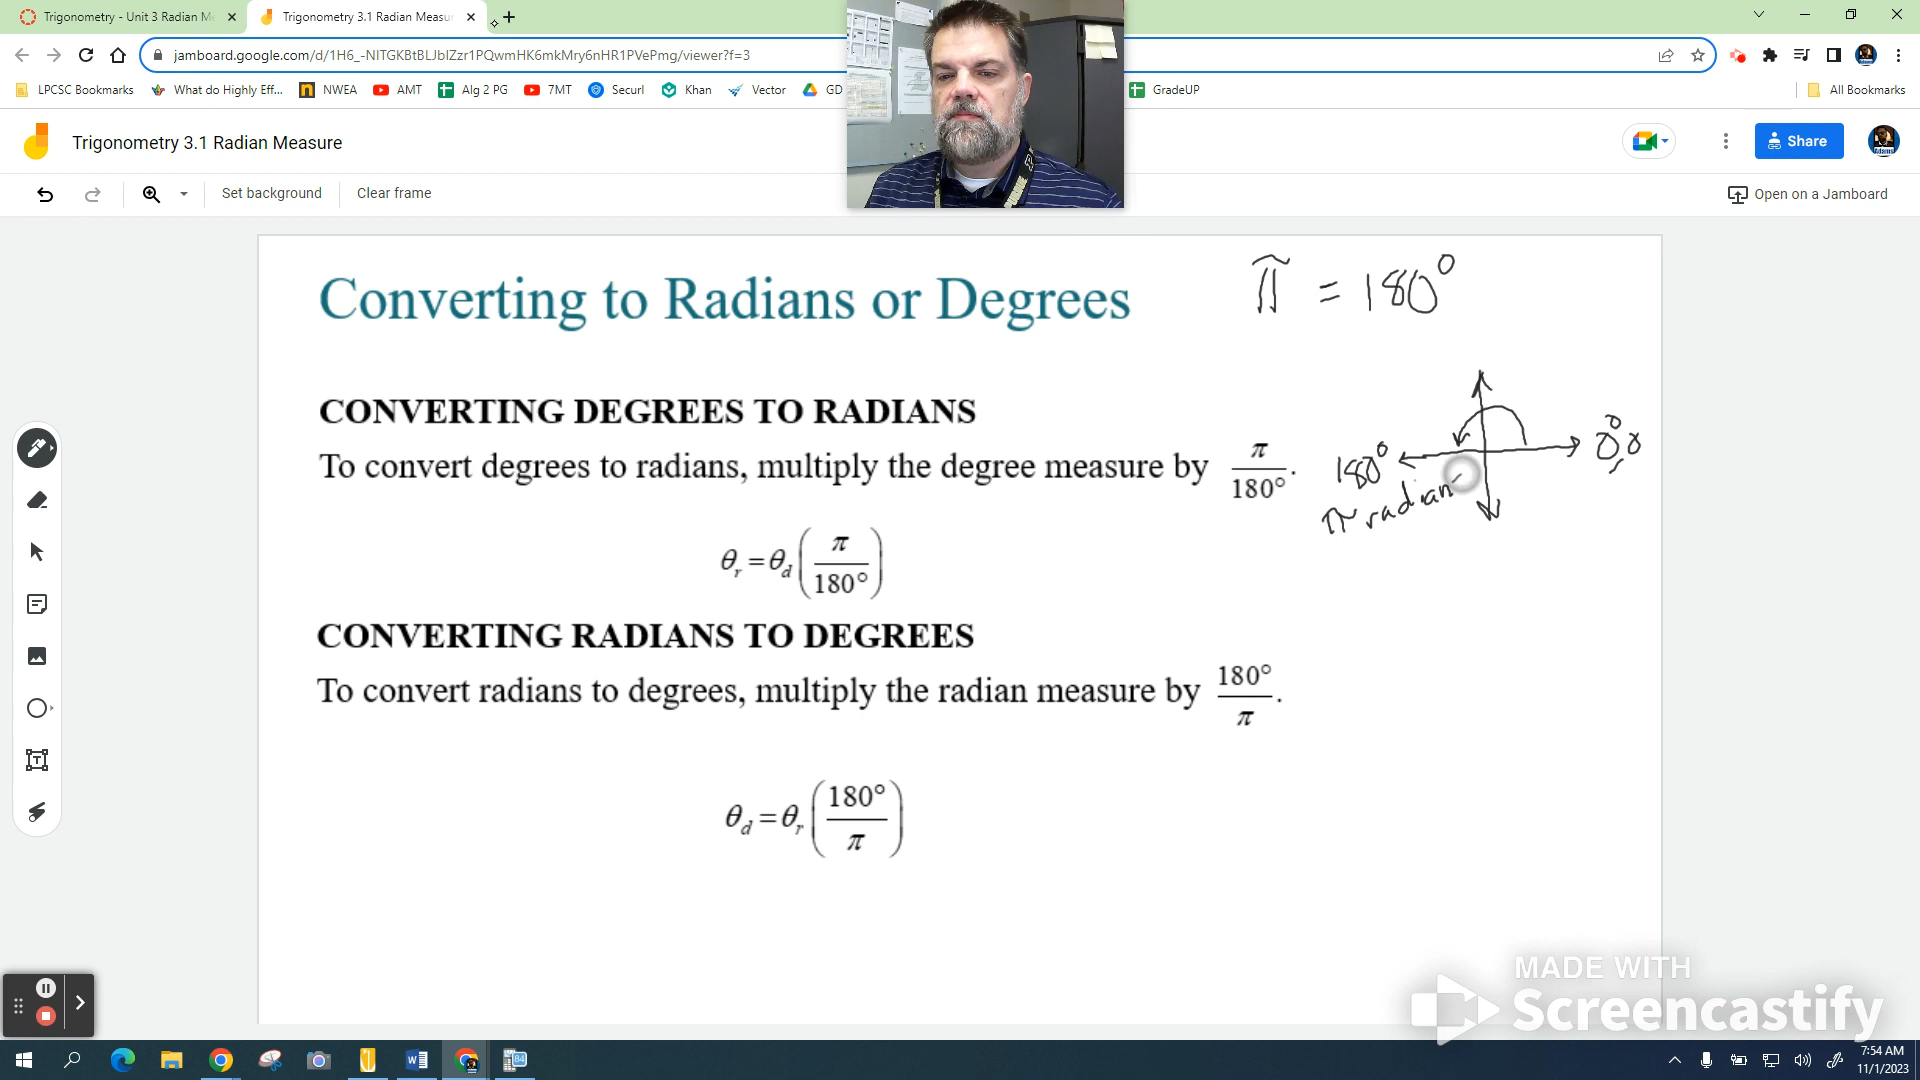 Trigonometry - Unit 3 Radian M
Trigonometry 3.1 Radian Measur
jamboard.google.com/d/1H6_-NITGKBtBLJbIZzr1PQwmHK6mkMry6nHR1PVePmg/viewer?f=3
LPCSC Bookmarks What do Highly Eff... NWEA AMT Alg 2 PG 7MT Securl Khan Vector GD GradeUP All Bookmarks
Trigonometry 3.1 Radian Measure
Share
Set background Clear frame Open on a Jamboard
π = 180°
Converting to Radians or Degrees
CONVERTING DEGREES TO RADIANS
To convert degrees to radians, multiply the degree measure by π/180°.
180° 0°, 0
π radian
θr = θd (π/180°)
CONVERTING RADIANS TO DEGREES
To convert radians to degrees, multiply the radian measure by 180°/π.
θd = θr (180°/π)
MADE WITH
Screencastify
7:54 AM
11/1/2023